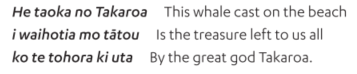 He taoka no Takaroa This whale cast on the beach
i waihotia mo tātou Is the treasure left to us all
ko te tohora ki uta By the great god Takaroa.